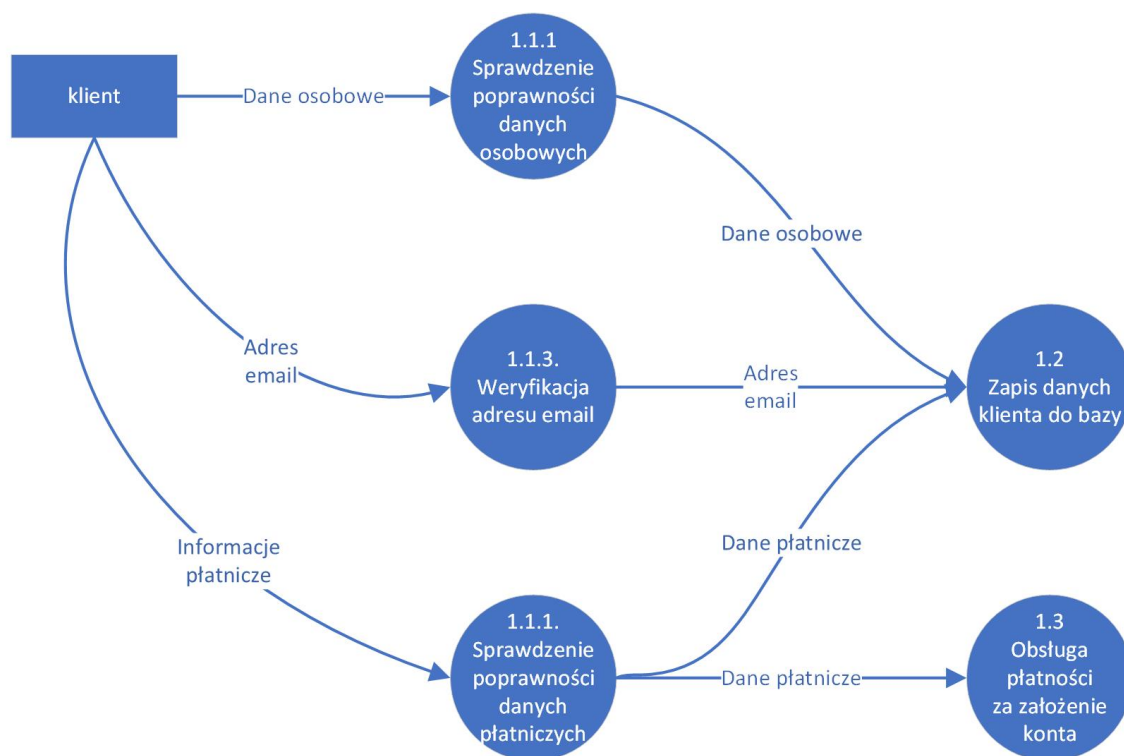 klient
Dane osobowe
1.1.1
Sprawdzenie
poprawności
danych
osobowych
Dane osobowe
Adres
email
1.1.3.
Weryfikacja
adresu email
Adres
email
1.2
Zapis danych
klienta do bazy
Informacje
płatnicze
Dane płatnicze
1.1.1.
Sprawdzenie
poprawności
danych
płatniczych
Dane płatnicze
1.3
Obsługa
płatności
za założenie
konta